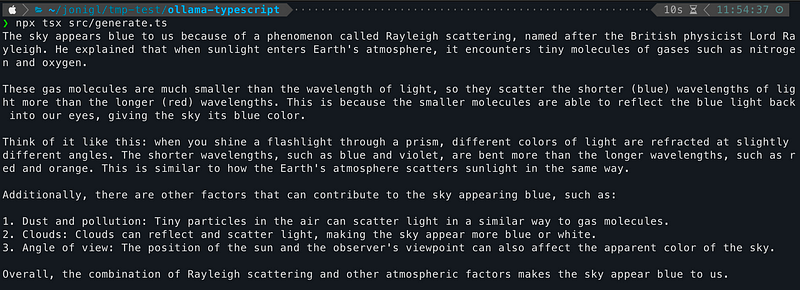 ~/jonigl/tmp-test/ollama-typescript 10s 11:54:37
❯ npx tsx src/generate.ts
The sky appears blue to us because of a phenomenon called Rayleigh scattering, named after the British physicist Lord Ra
yleigh. He explained that when sunlight enters Earth's atmosphere, it encounters tiny molecules of gases such as nitroge
n and oxygen.
These gas molecules are much smaller than the wavelength of light, so they scatter the shorter (blue) wavelengths of lig
ht more than the longer (red) wavelengths. This is because the smaller molecules are able to reflect the blue light back
into our eyes, giving the sky its blue color.
Think of it like this: when you shine a flashlight through a prism, different colors of light are refracted at slightly
different angles. The shorter wavelengths, such as blue and violet, are bent more than the longer wavelengths, such as r
ed and orange. This is similar to how the Earth's atmosphere scatters sunlight in the same way.
Additionally, there are other factors that can contribute to the sky appearing blue, such as:
1. Dust and pollution: Tiny particles in the air can scatter light in a similar way to gas molecules.
2. Clouds: Clouds can reflect and scatter light, making the sky appear more blue or white.
3. Angle of view: The position of the sun and the observer's viewpoint can also affect the apparent color of the sky.
Overall, the combination of Rayleigh scattering and other atmospheric factors makes the sky appear blue to us.